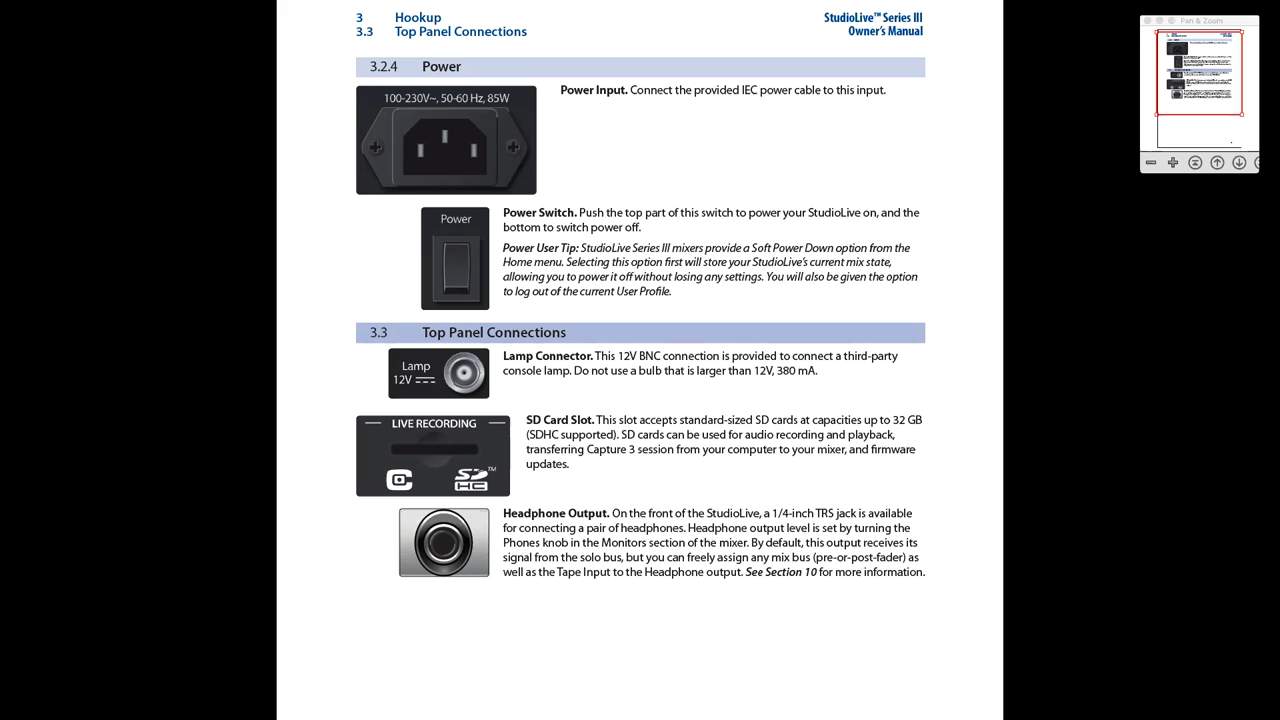 3 Hookup
3.3 Top Panel Connections
StudioLive™ Series III
Owner's Manual
Pan & Zoom
3.2.4 Power
100-230V~, 50-60 Hz, 85W
Power Input. Connect the provided IEC power cable to this input.
Power
Power Switch. Push the top part of this switch to power your StudioLive on, and the
bottom to switch power off.
Power User Tip: StudioLive Series III mixers provide a Soft Power Down option from the
Home menu. Selecting this option first will store your StudioLive's current mix state,
allowing you to power it off without losing any settings. You will also be given the option
to log out of the current User Profile.
3.3 Top Panel Connections
Lamp
12V
Lamp Connector. This 12V BNC connection is provided to connect a third-party
console lamp. Do not use a bulb that is larger than 12V, 380 mA.
LIVE RECORDING
SD HC™
SD Card Slot. This slot accepts standard-sized SD cards at capacities up to 32 GB
(SDHC supported). SD cards can be used for audio recording and playback,
transferring Capture 3 session from your computer to your mixer, and firmware
updates.
Headphone Output. On the front of the StudioLive, a 1/4-inch TRS jack is available
for connecting a pair of headphones. Headphone output level is set by turning the
Phones knob in the Monitors section of the mixer. By default, this output receives its
signal from the solo bus, but you can freely assign any mix bus (pre-or-post-fader) as
well as the Tape Input to the Headphone output. See Section 10 for more information.